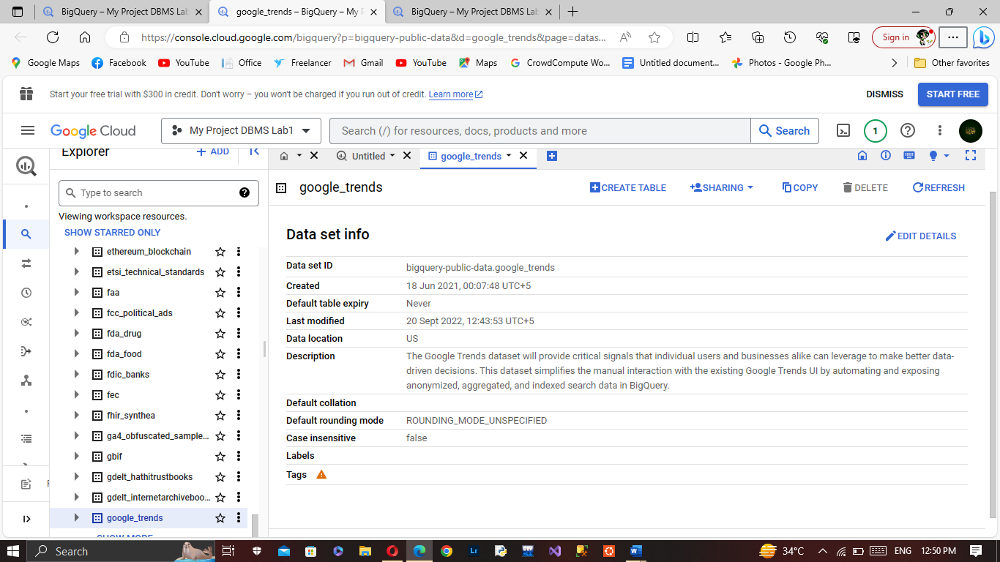 BigQuery – My Project DBMS Lab
google_trends – BigQuery – My P
BigQuery – My Project DBMS Lab1
https://console.cloud.google.com/bigquery?p=bigquery-public-data&d=google_trends&page=datas...
Sign in
Google Maps
Facebook
YouTube
Office
Freelancer
Gmail
YouTube
Maps
CrowdCompute Wo...
Untitled document...
Photos - Google Ph...
Other favorites
Start your free trial with $300 in credit. Don't worry – you won't be charged if you run out of credit. Learn more
DISMISS
START FREE
Google Cloud
My Project DBMS Lab1
Search (/) for resources, docs, products and more
Search
1
Explorer
+ ADD
Untitled
google_trends
Type to search
Viewing workspace resources.
SHOW STARRED ONLY
ethereum_blockchain
etsi_technical_standards
faa
fcc_political_ads
fda_drug
fda_food
fdic_banks
fec
fhir_synthea
ga4_obfuscated_sample...
gbif
gdelt_hathitrustbooks
gdelt_internetarchiveboo...
google_trends
SHOW MORE
google_trends
CREATE TABLE
SHARING
COPY
DELETE
REFRESH
Data set info
EDIT DETAILS
Data set ID bigquery-public-data.google_trends
Created 18 Jun 2021, 00:07:48 UTC+5
Default table expiry Never
Last modified 20 Sept 2022, 12:43:53 UTC+5
Data location US
Description The Google Trends dataset will provide critical signals that individual users and businesses alike can leverage to make better data-
driven decisions. This dataset simplifies the manual interaction with the existing Google Trends UI by automating and exposing
anonymized, aggregated, and indexed search data in BigQuery.
Default collation
Default rounding mode ROUNDING_MODE_UNSPECIFIED
Case insensitive false
Labels
Tags
Search
34°C
ENG
12:50 PM